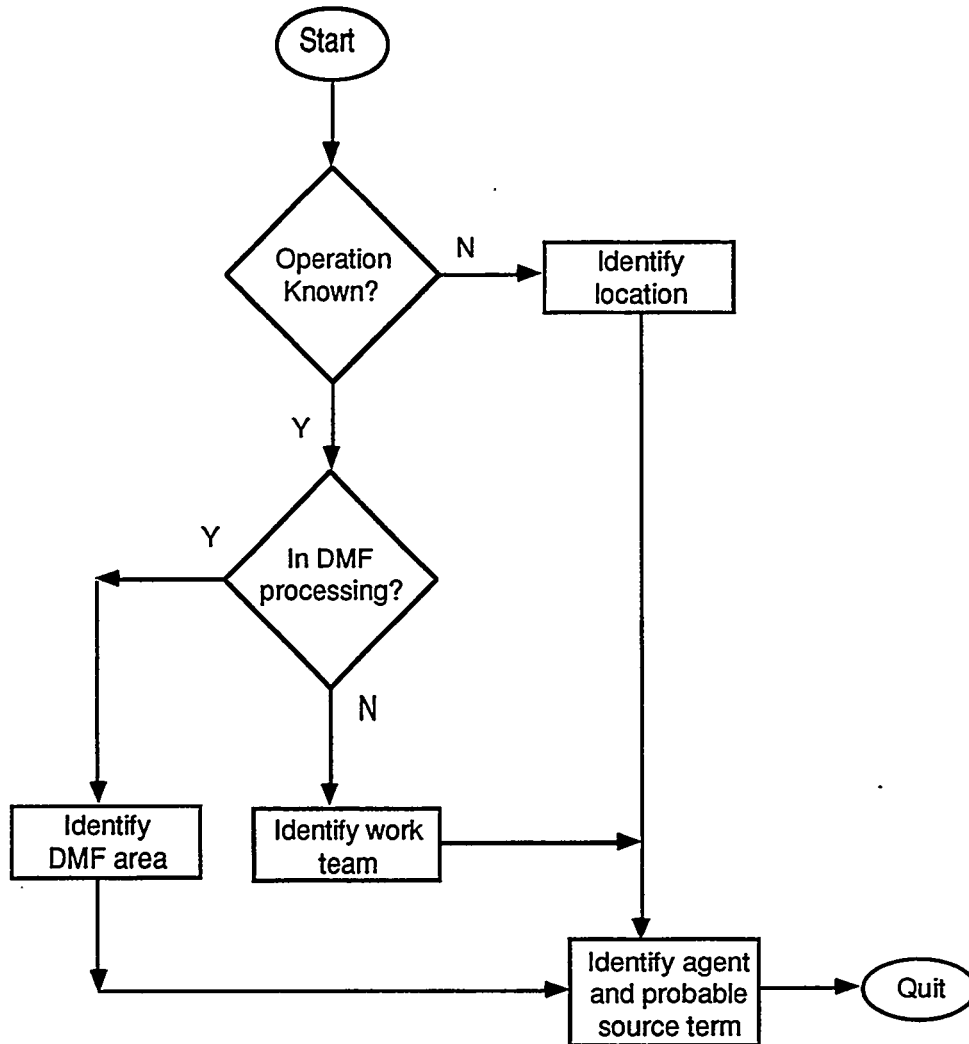 Start
Operation
Known?
N
Identify
location
Y
Y
In DMF
processing?
N
Identify
DMF area
Identify work
team
Identify agent
and probable
source term
Quit